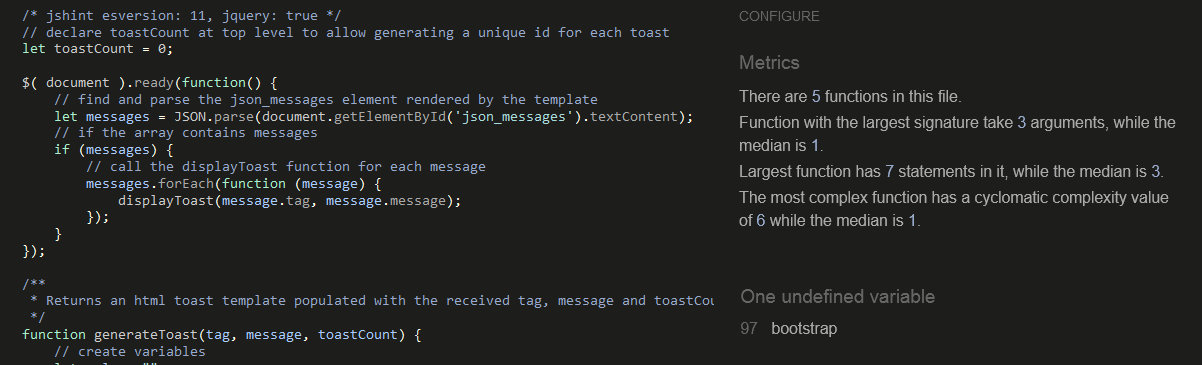 /* jshint esversion: 11, jquery: true */
// declare toastCount at top level to allow generating a unique id for each toast
let toastCount = 0;
$( document ).ready(function() {
// find and parse the json_messages element rendered by the template
let messages = JSON.parse(document.getElementById('json_messages').textContent);
// if the array contains messages
if (messages) {
// call the displayToast function for each message
messages.forEach(function (message) {
displayToast(message.tag, message.message);
});
}
});
/**
* Returns an html toast template populated with the received tag, message and toastCou
*/
function generateToast(tag, message, toastCount) {
// create variables
CONFIGURE
Metrics
There are 5 functions in this file.
Function with the largest signature take 3 arguments, while the
median is 1.
Largest function has 7 statements in it, while the median is 3.
The most complex function has a cyclomatic complexity value
of 6 while the median is 1.
One undefined variable
97 bootstrap